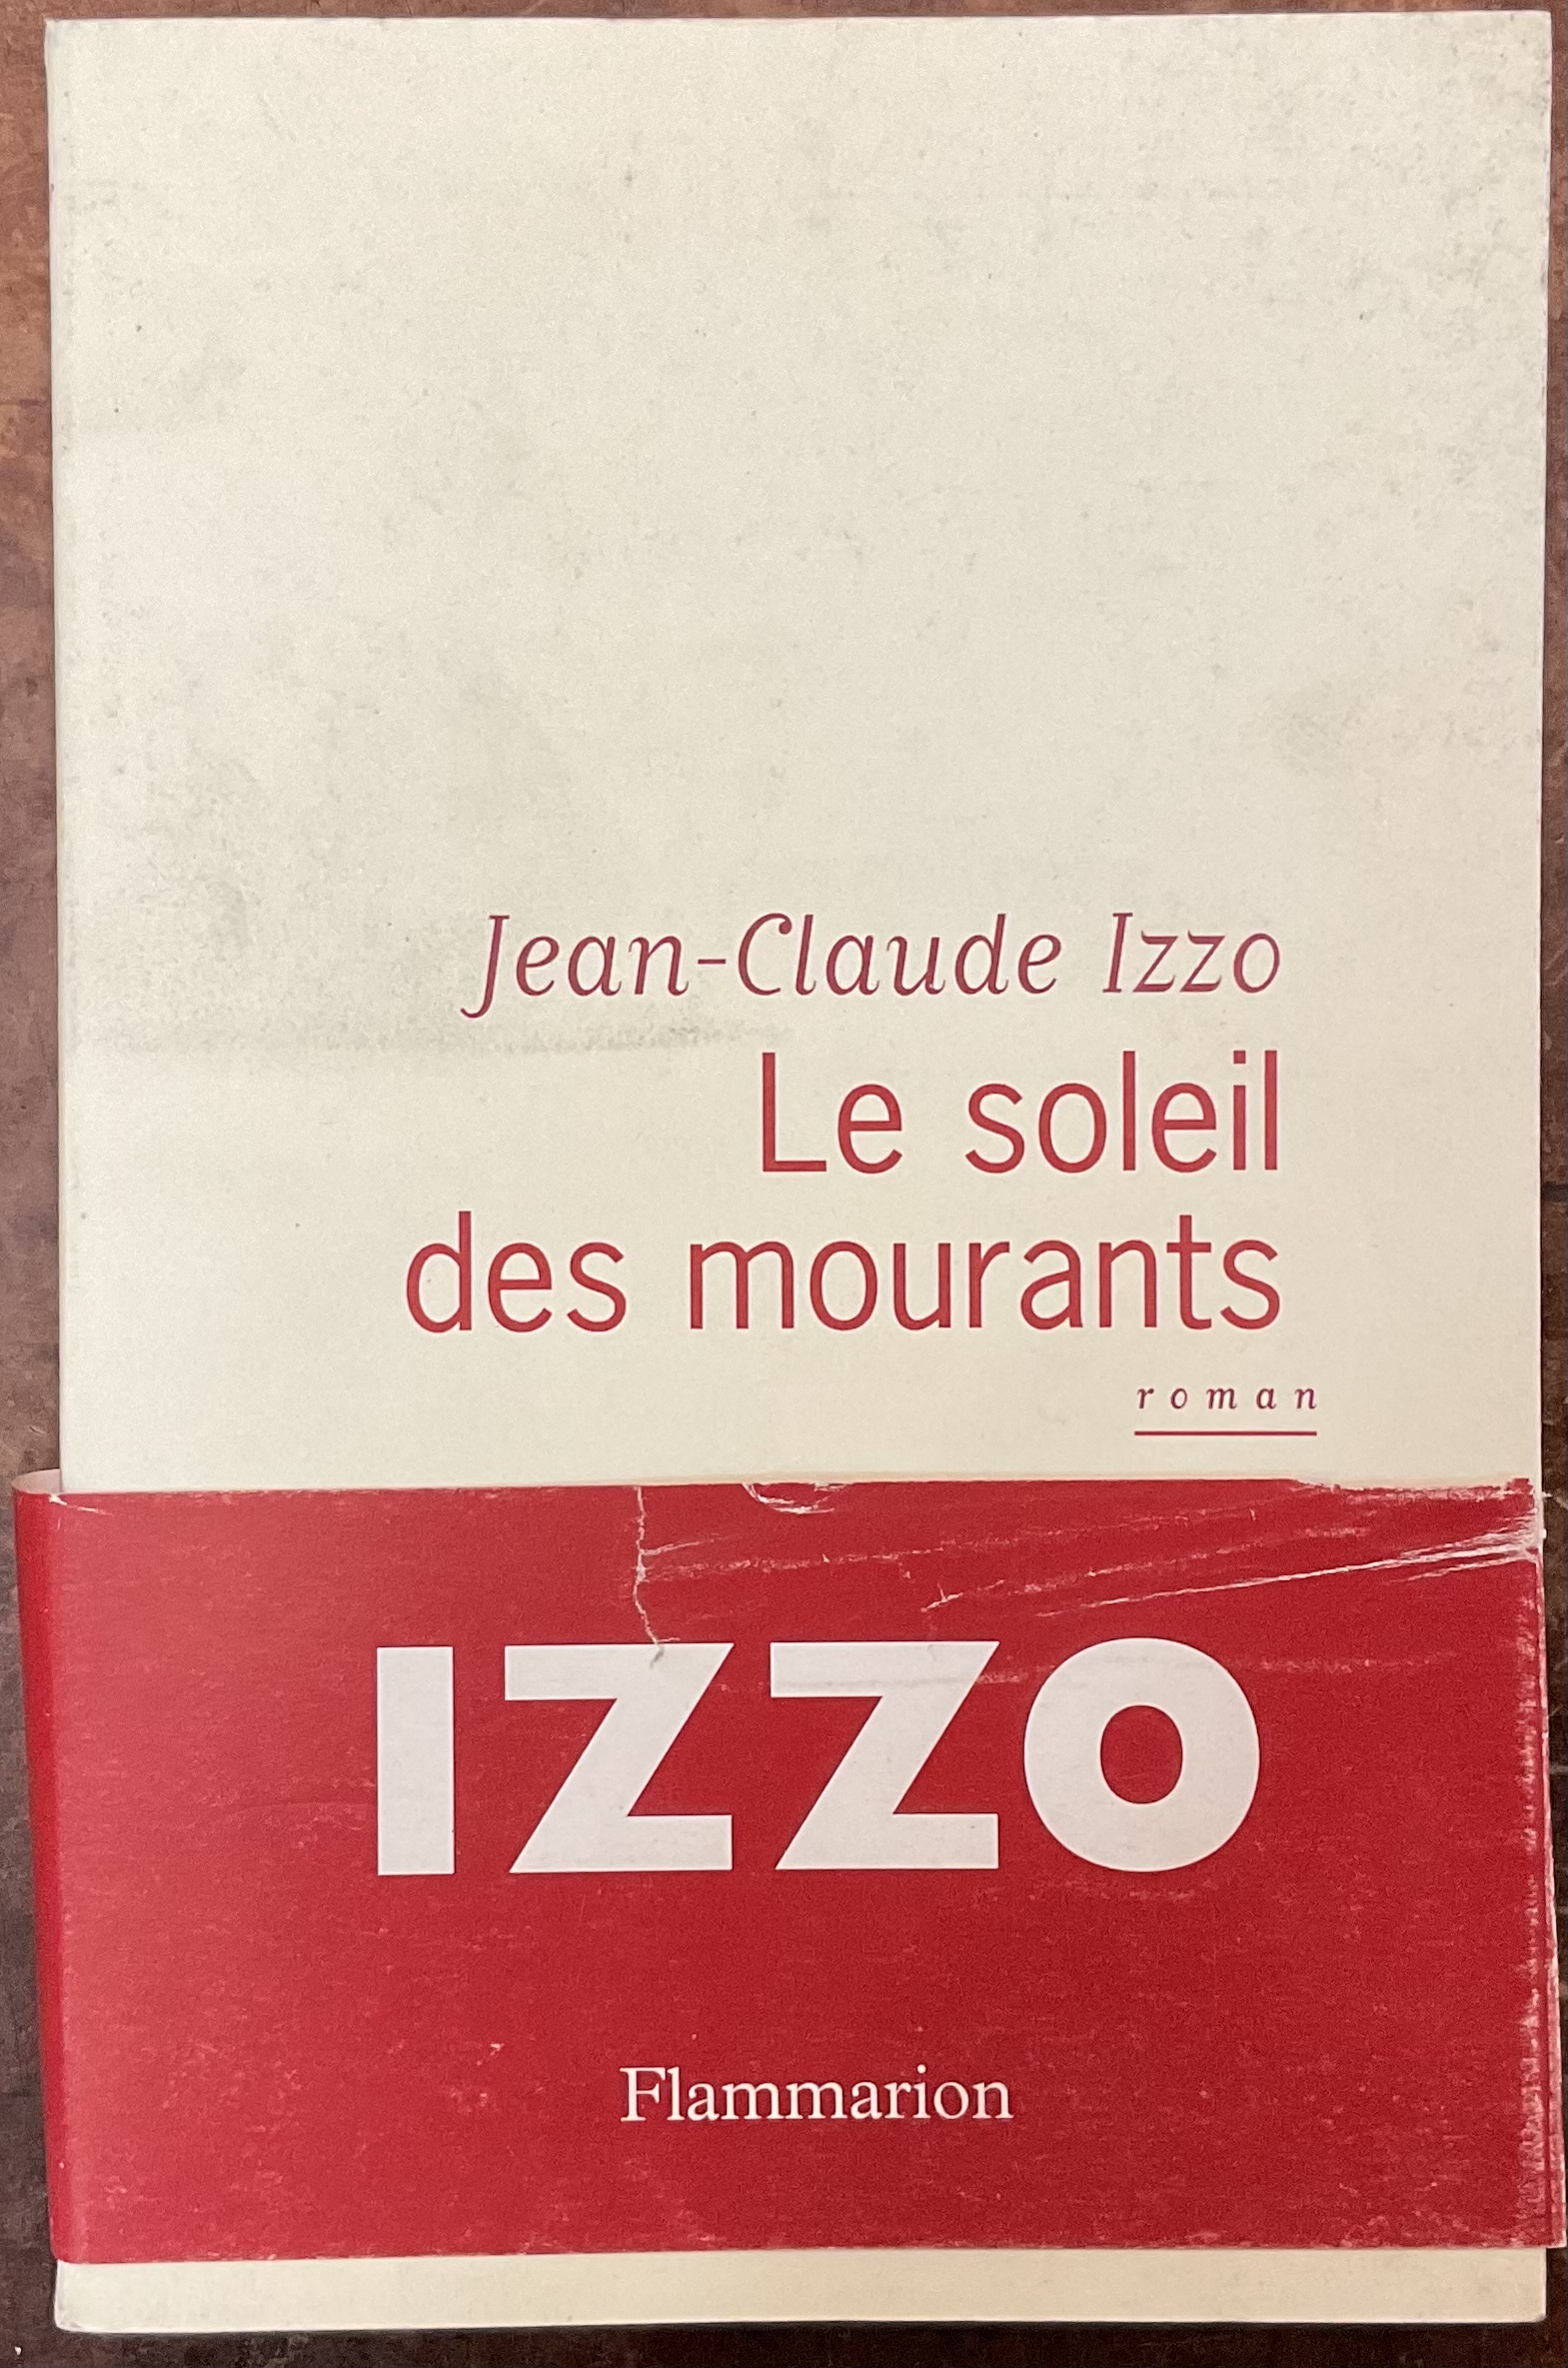 Jean-Claude Izzo
Le soleil
des mourants
roman
IZZO
Flammarion